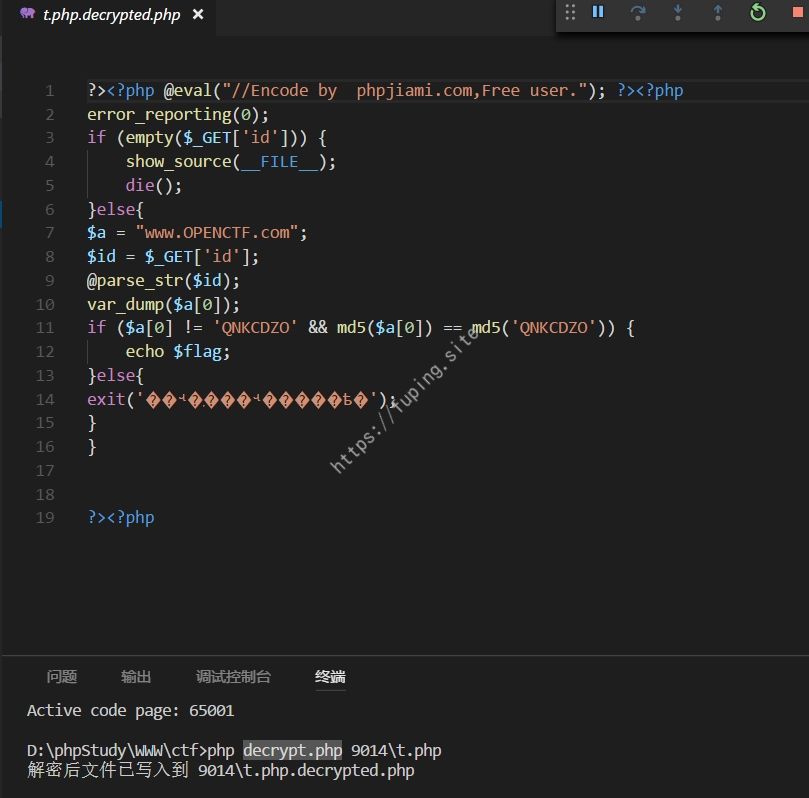 t.php.decrypted.php
1 ?><?php @eval("//Encode by  phpjiami.com,Free user."); ?><?php
2 error_reporting(0);
3 if (empty($_GET['id'])) {
4     show_source(__FILE__);
5     die();
6 }else{
7 $a = "www.OPENCTF.com";
8 $id = $_GET['id'];
9 @parse_str($id);
10 var_dump($a[0]);
11 if ($a[0] != 'QNKCDZO' && md5($a[0]) == md5('QNKCDZO')) {
12     echo $flag;
13 }else{
14 exit('��ʵ�.���ʵ�����ѣ�');
15 }
16 }
17
18
19 ?><?php
https://fuping.site
问题 输出 调试控制台 终端
Active code page: 65001
D:\phpStudy\WWW\ctf>php decrypt.php 9014\t.php
解密后文件已写入到 9014\t.php.decrypted.php